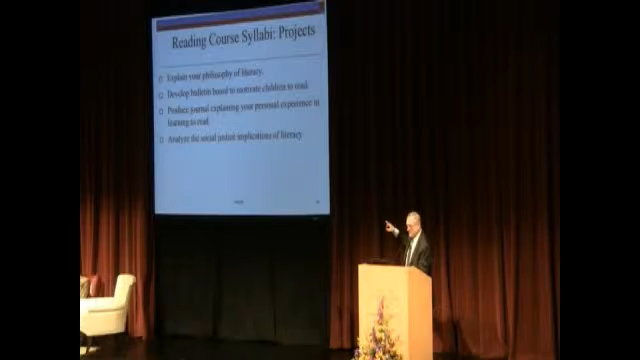 Reading Course Syllabi: Projects
Explain your philosophy of literacy.
Develop bulletin board to motivate children to read.
Produce journal explaining your personal experience in
learning to read.
Analyze the social justice implications of literacy